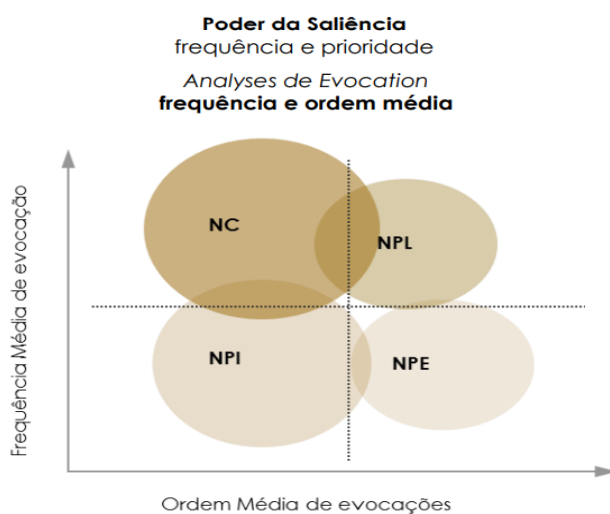 Poder da Saliência
frequência e prioridade
Analyses de Evocation
frequência e ordem média
Frequência Média de evocação
NC
NPL
NPI
NPE
Ordem Média de evocações